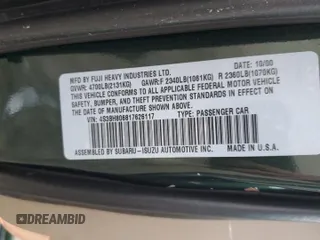 MFD BY FUJI HEAVY INDUSTRIES LTD. DATE: 10/00
GVWR: 4700LB(2131KG) GAWR:F 2340LB(1061KG) R 2360LB(1070KG)
THIS VEHICLE CONFORMS TO ALL APPLICABLE FEDERAL MOTOR VEHICLE
SAFETY, BUMPER, AND THEFT PREVENTION STANDARDS IN EFFECT ON
THE DATE OF MANUFACTURE SHOWN ABOVE.
VIN: 4S3BH806817626117 TYPE: PASSENGER CAR
ASSEMBLED BY SUBARU-ISUZU AUTOMOTIVE INC. MADE IN U.S.A.
DREAMBID